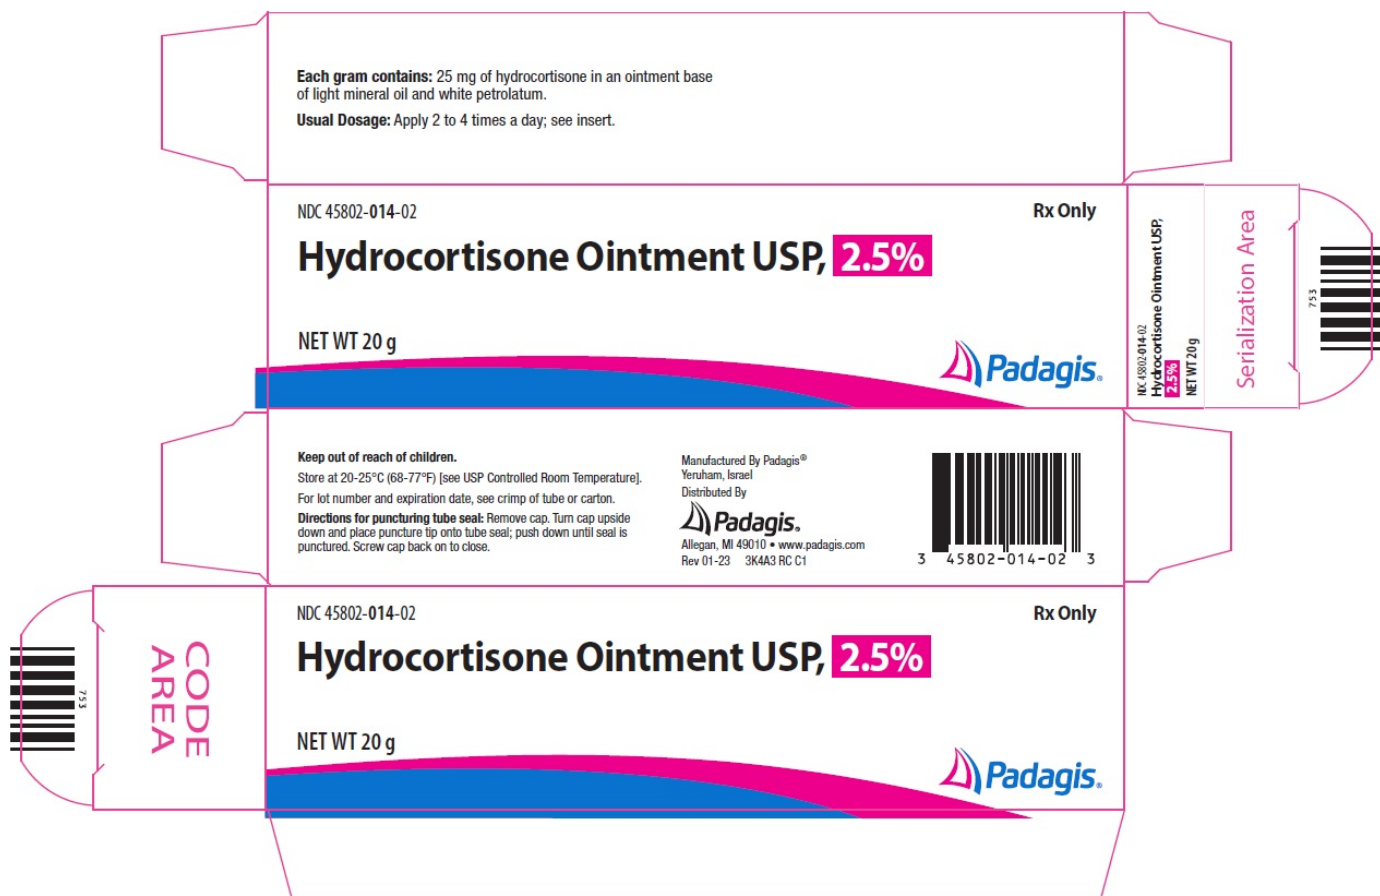 Each gram contains: 25 mg of hydrocortisone in an ointment base
of light mineral oil and white petrolatum.
Usual Dosage: Apply 2 to 4 times a day; see insert.
NDC 45802-014-02
Rx Only
Hydrocortisone Ointment USP, 2.5%
NET WT 20 g
Padagis®
NDC 45802-014-02
Hydrocortisone Ointment USP,
2.5%
NET WT 20 g
Serialization Area
753
Keep out of reach of children.
Store at 20-25°C (68-77°F) [see USP Controlled Room Temperature].
For lot number and expiration date, see crimp of tube or carton.
Directions for puncturing tube seal: Remove cap. Turn cap upside
down and place puncture tip onto tube seal; push down until seal is
punctured. Screw cap back on to close.
Manufactured By Padagis®
Yeruham, Israel
Distributed By
Padagis®
Allegan, MI 49010 • www.padagis.com
Rev 01-23 3K4A3 RC C1
3 45802-014-02 3
753
CODE
AREA
NDC 45802-014-02
Rx Only
Hydrocortisone Ointment USP, 2.5%
NET WT 20 g
Padagis®